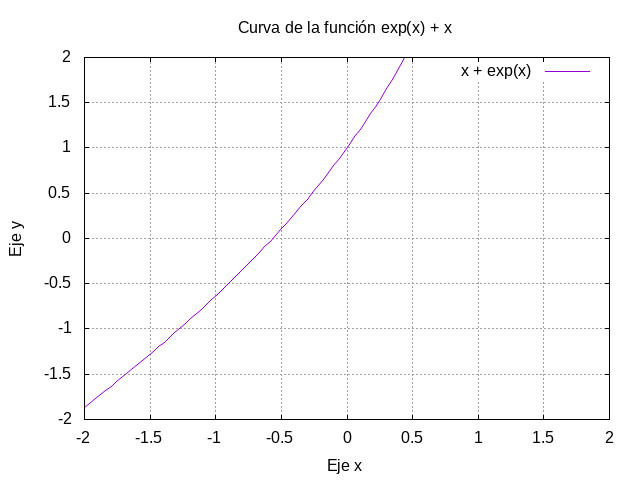 Curva de la función exp(x) + x
x + exp(x)
Eje y
2
1.5
1
0.5
0
-0.5
-1
-1.5
-2
-2 -1.5 -1 -0.5 0 0.5 1 1.5 2
Eje x